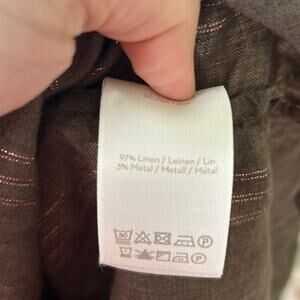 97% Linen / Leinen / Lin
3% Metal / Metall / Métal